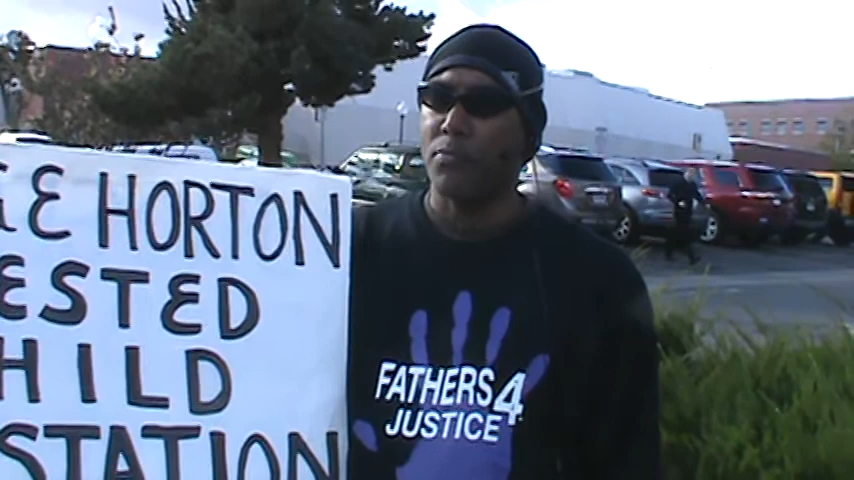 HORTON
ESTED
HILD
STATION
FATHERS 4
JUSTICE